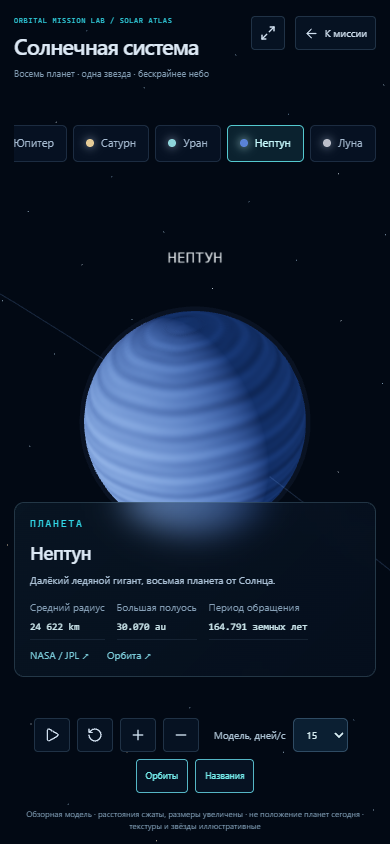 ORBITAL MISSION LAB / SOLAR ATLAS
Солнечная система
Восемь планет · одна звезда · бескрайнее небо
К миссии
Юпитер
Сатурн
Уран
Нептун
Луна
НЕПТУН
ПЛАНЕТА
Нептун
Далёкий ледяной гигант, восьмая планета от Солнца.
Средний радиус Большая полуось Период обращения
24 622 km 30.070 au 164.791 земных лет
NASA / JPL ↗ Орбита ↗
Модель, дней/с 15
Орбиты Названия
Обзорная модель · расстояния сжаты, размеры увеличены · не положение планет сегодня ·
текстуры и звёзды иллюстративные